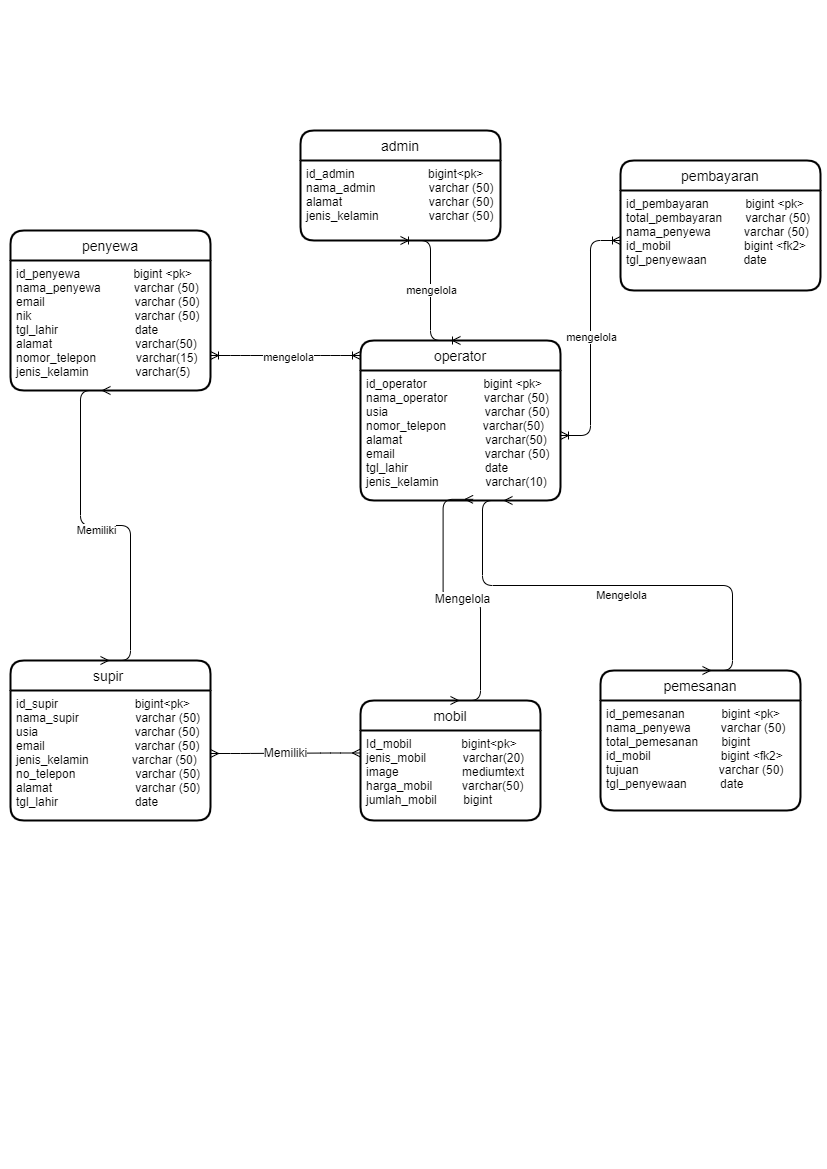 admin
id_admin bigint<pk>
nama_admin varchar (50)
alamat varchar (50)
jenis_kelamin varchar (50)
pembayaran
id_pembayaran bigint <pk>
total_pembayaran varchar (50)
nama_penyewa varchar (50)
id_mobil bigint <fk2>
tgl_penyewaan date
penyewa
id_penyewa bigint <pk>
nama_penyewa varchar (50)
email varchar (50)
nik varchar (50)
tgl_lahir date
alamat varchar(50)
nomor_telepon varchar(15)
jenis_kelamin varchar(5)
mengelola
mengelola
mengelola
operator
id_operator bigint <pk>
nama_operator varchar (50)
usia varchar (50)
nomor_telepon varchar(50)
alamat varchar(50)
email varchar (50)
tgl_lahir date
jenis_kelamin varchar(10)
Memiliki
Mengelola
Mengelola
supir
id_supir bigint<pk>
nama_supir varchar (50)
usia varchar (50)
email varchar (50)
jenis_kelamin varchar (50)
no_telepon varchar (50)
alamat varchar (50)
tgl_lahir date
Memiliki
mobil
Id_mobil bigint<pk>
jenis_mobil varchar(20)
image mediumtext
harga_mobil varchar(50)
jumlah_mobil bigint
pemesanan
id_pemesanan bigint <pk>
nama_penyewa varchar (50)
total_pemesanan bigint
id_mobil bigint <fk2>
tujuan varchar (50)
tgl_penyewaan date